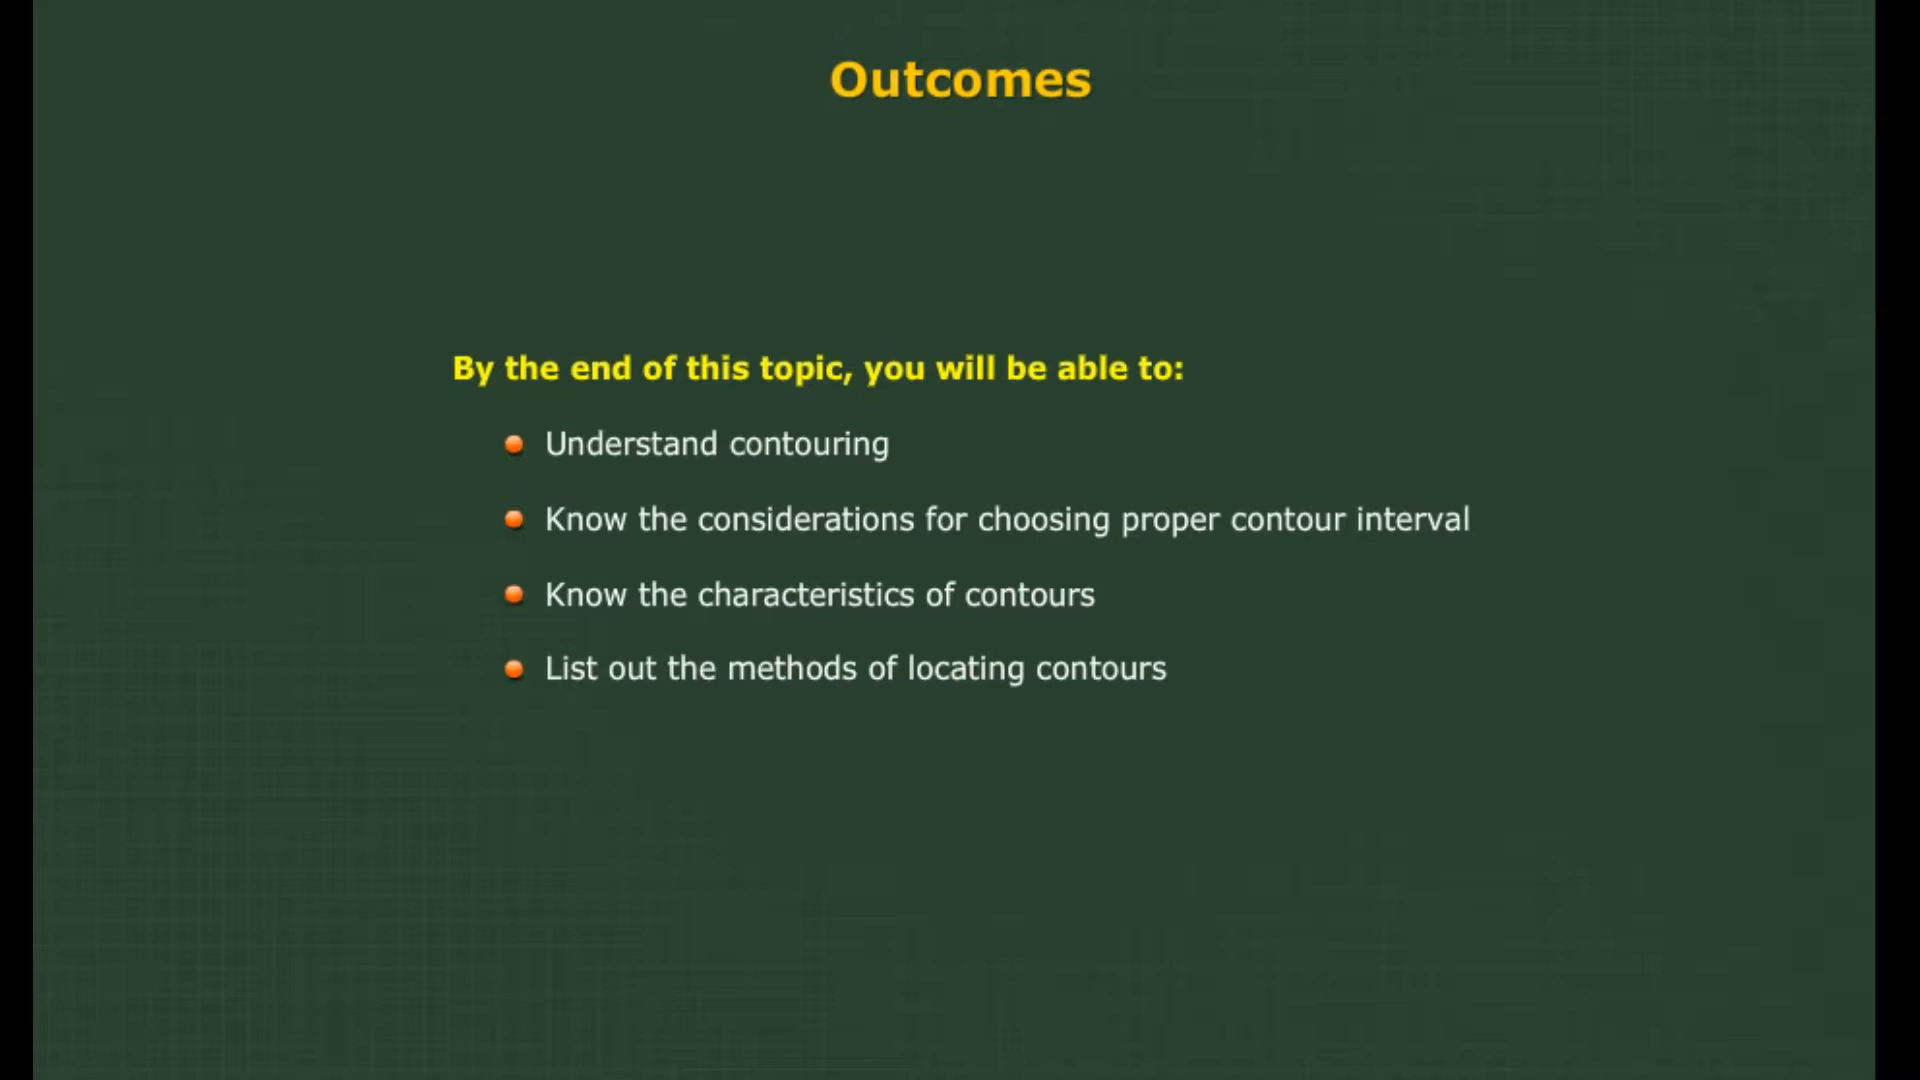 Outcomes
By the end of this topic, you will be able to:
Understand contouring
Know the considerations for choosing proper contour interval
Know the characteristics of contours
List out the methods of locating contours